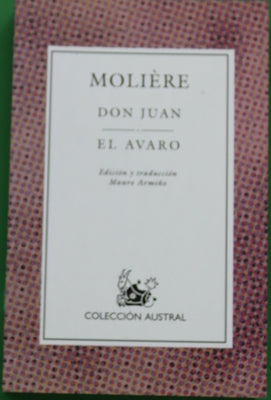 MOLIÈRE
DON JUAN
EL AVARO
Edición y traducción
Mauro Armiño
COLECCIÓN AUSTRAL